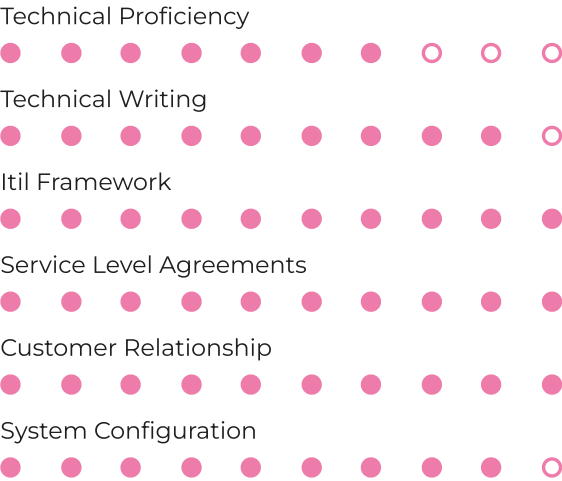 Technical Proficiency
Technical Writing
Itil Framework
Service Level Agreements
Customer Relationship
System Configuration